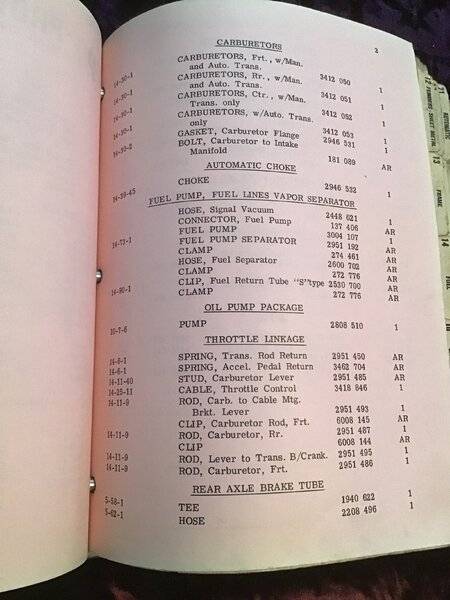 CARBURETORS 2
CARBURETORS, Frt., w/Man.
14-30-1 and Auto. Trans. 3412 050 1
CARBURETORS, Rr., w/Man.
14-30-1 and Auto. Trans. 3412 051 1
CARBURETORS, Ctr., w/Man.
14-30-1 Trans. only 3412 052 1
CARBURETORS, w/Auto. Trans.
14-30-1 only 3412 053 1
GASKET, Carburetor Flange 2946 531 1
14-30-2 BOLT, Carburetor to Intake
Manifold 181 089 AR
AUTOMATIC CHOKE
14-39-45 CHOKE 2946 532 1
FUEL PUMP, FUEL LINES VAPOR SEPARATOR
HOSE, Signal Vacuum 2448 621 1
CONNECTOR, Fuel Pump 137 406 AR
FUEL PUMP 3004 107 1
14-73-1 FUEL PUMP SEPARATOR 2951 192 1
CLAMP 274 461 AR
HOSE, Fuel Separator 2600 702 AR
CLAMP 272 776 AR
CLIP, Fuel Return Tube "S"type 2530 700 AR
14-90-1 CLAMP 272 776 AR
OIL PUMP PACKAGE
10-7-6 PUMP 2808 510 1
THROTTLE LINKAGE
14-6-1 SPRING, Trans. Rod Return 2951 450 AR
14-6-1 SPRING, Accel. Pedal Return 3462 704 AR
14-11-40 STUD, Carburetor Lever 2951 485 AR
14-25-11 CABLE, Throttle Control 3418 846 1
14-11-9 ROD, Carb. to Cable Mtg.
Brkt. Lever 2951 493 1
CLIP, Carburetor Rod, Frt. 6008 145 AR
14-11-9 ROD, Carburetor, Rr. 2951 487 1
CLIP 6008 144 AR
14-11-9 ROD, Lever to Trans. B/Crank. 2951 495 1
14-11-9 ROD, Carburetor, Frt. 2951 486 1
REAR AXLE BRAKE TUBE
5-58-1 TEE 1940 622 1
5-62-1 HOSE 2208 496 1
11
AUTOMATIC
12
FENDERS-SHEET METAL
13
FRAME
14